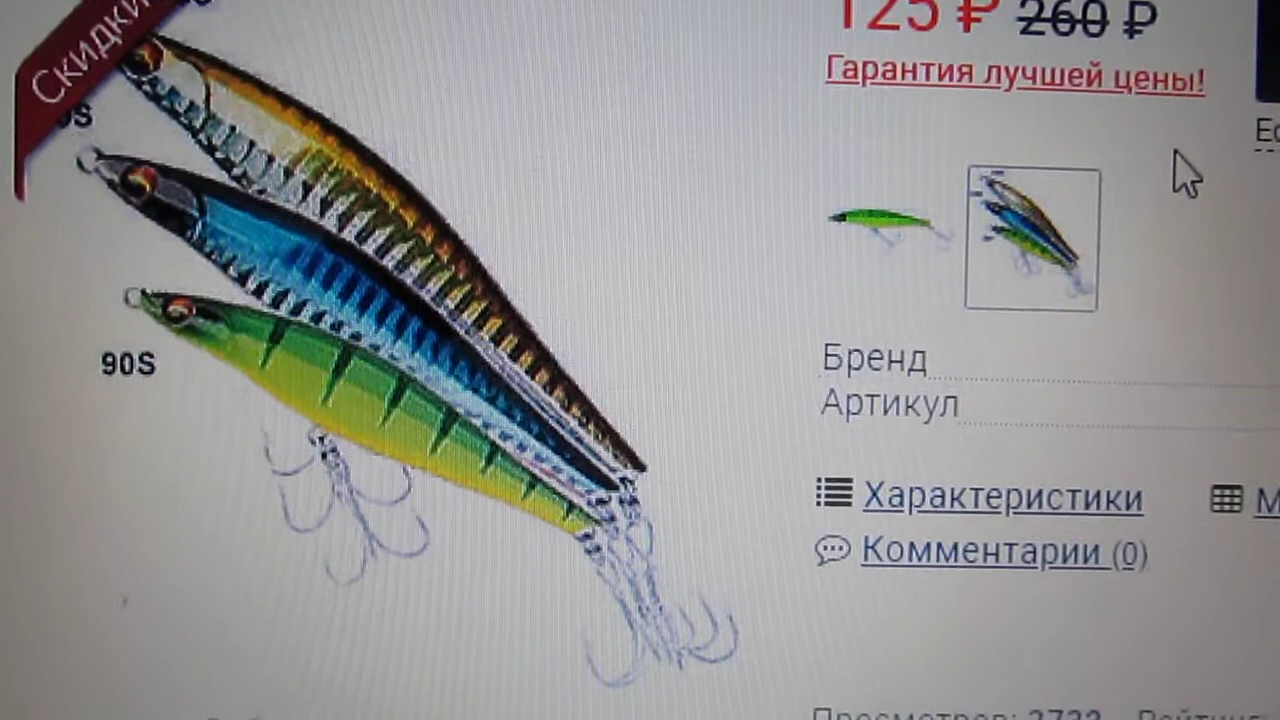 Скидки
125 ₽ 260 ₽
Гарантия лучшей цены!
90S
Бренд
Артикул
Характеристики
Комментарии (0)